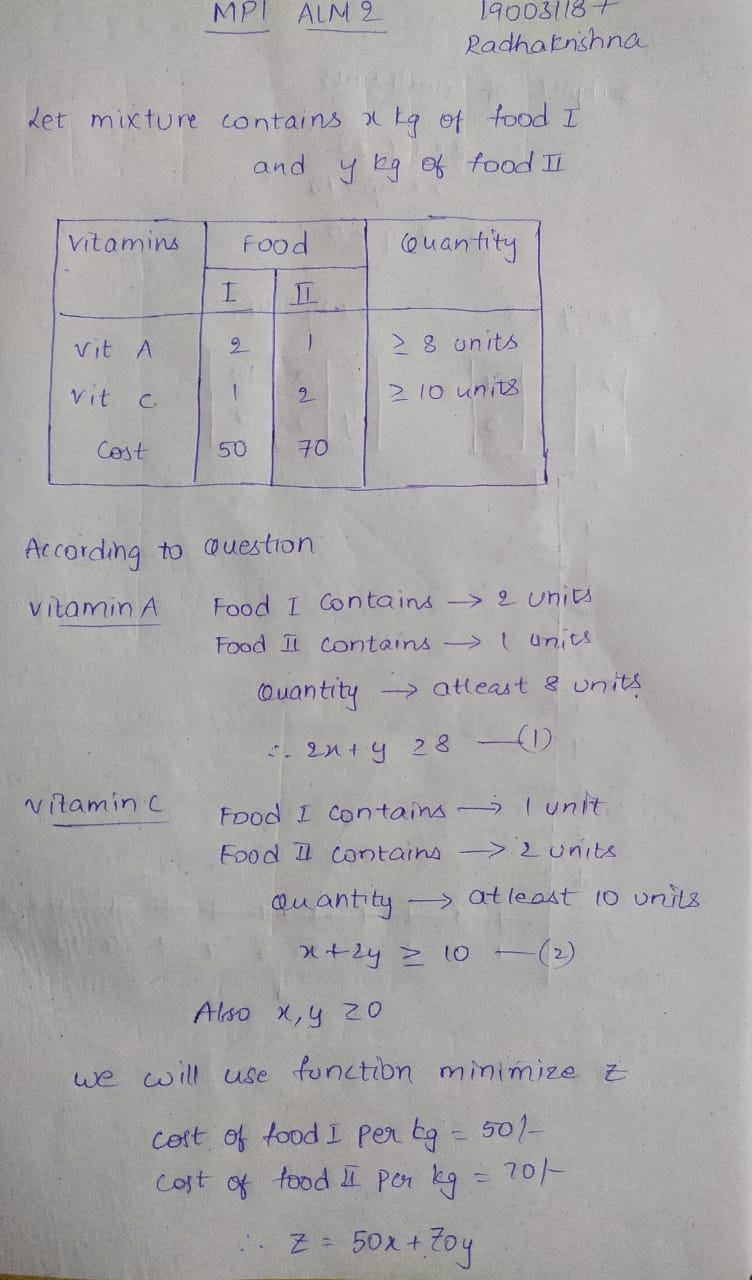 MPI ALM 2
Radhakrishna
Let mixture contains x kg of food I
and y kg of food II
Vitamins Food Quantity
I II
Vit A 2 1 ≥ 8 units
Vit C 1 2 ≥ 10 units
Cost 50 70
According to Question
Vitamin A Food I Contains → 2 Units
Food II contains → 1 units
Quantity → atleast 8 units
∴ 2x + y ≥ 8 —(1)
Vitamin C Food I contains → 1 unit
Food II contains → 2 units
Quantity → atleast 10 units
x + 2y ≥ 10 —(2)
Also x, y ≥ 0
we will use function minimize Z
Cost of food I per kg = 50/-
Cost of food II per kg = 70/-
∴ Z = 50x + 70y